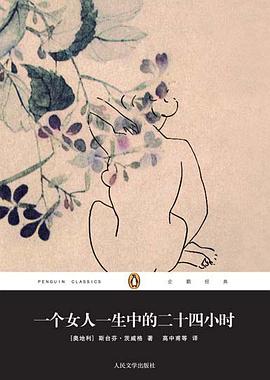 PENGUIN CLASSICS 企鹅经典
一个女人一生中的二十四小时
[奥地利] 斯台芬·茨威格 著 高中甫等 译
人民文学出版社